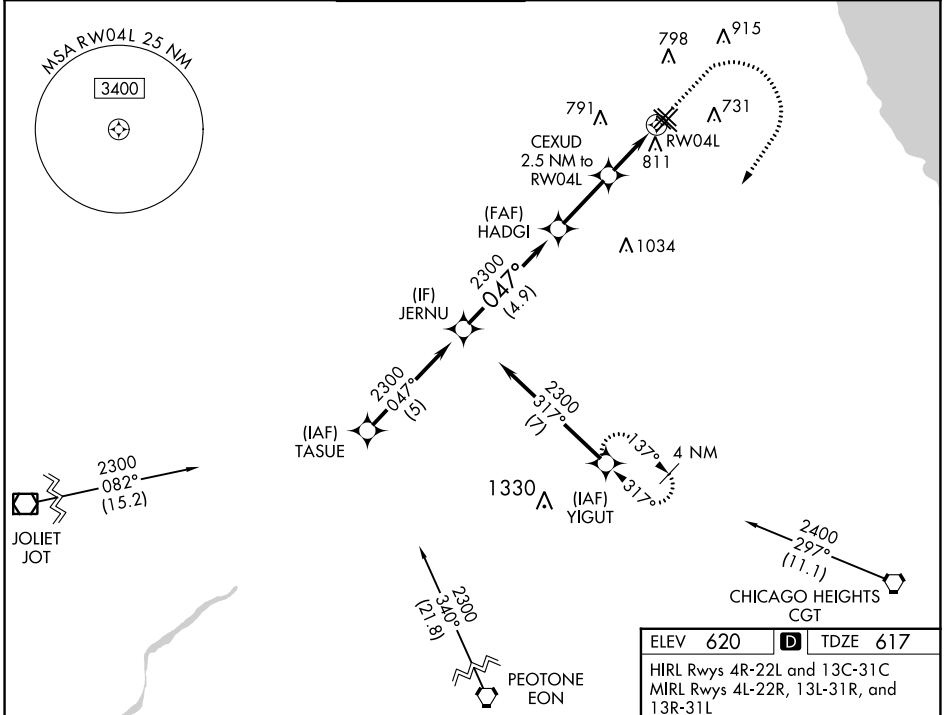 MSA RW04L 25 NM
3400
798
915
791
731
CEXUD
2.5 NM to
RW04L
RW04L
811
(FAF)
HADGI
1034
2300
047°
(4.9)
(IF)
JERNU
2300
047°
(5)
(IAF)
TASUE
2300
317°
(7)
137°
4 NM
317°
1330
(IAF)
YIGUT
2300
082°
(15.2)
JOLIET
JOT
2400
297°
(11.1)
CHICAGO HEIGHTS
CGT
2300
340°
(21.8)
PEOTONE
EON
ELEV 620 D TDZE 617
HIRL Rwys 4R-22L and 13C-31C
MIRL Rwys 4L-22R, 13L-31R, and
13R-31L